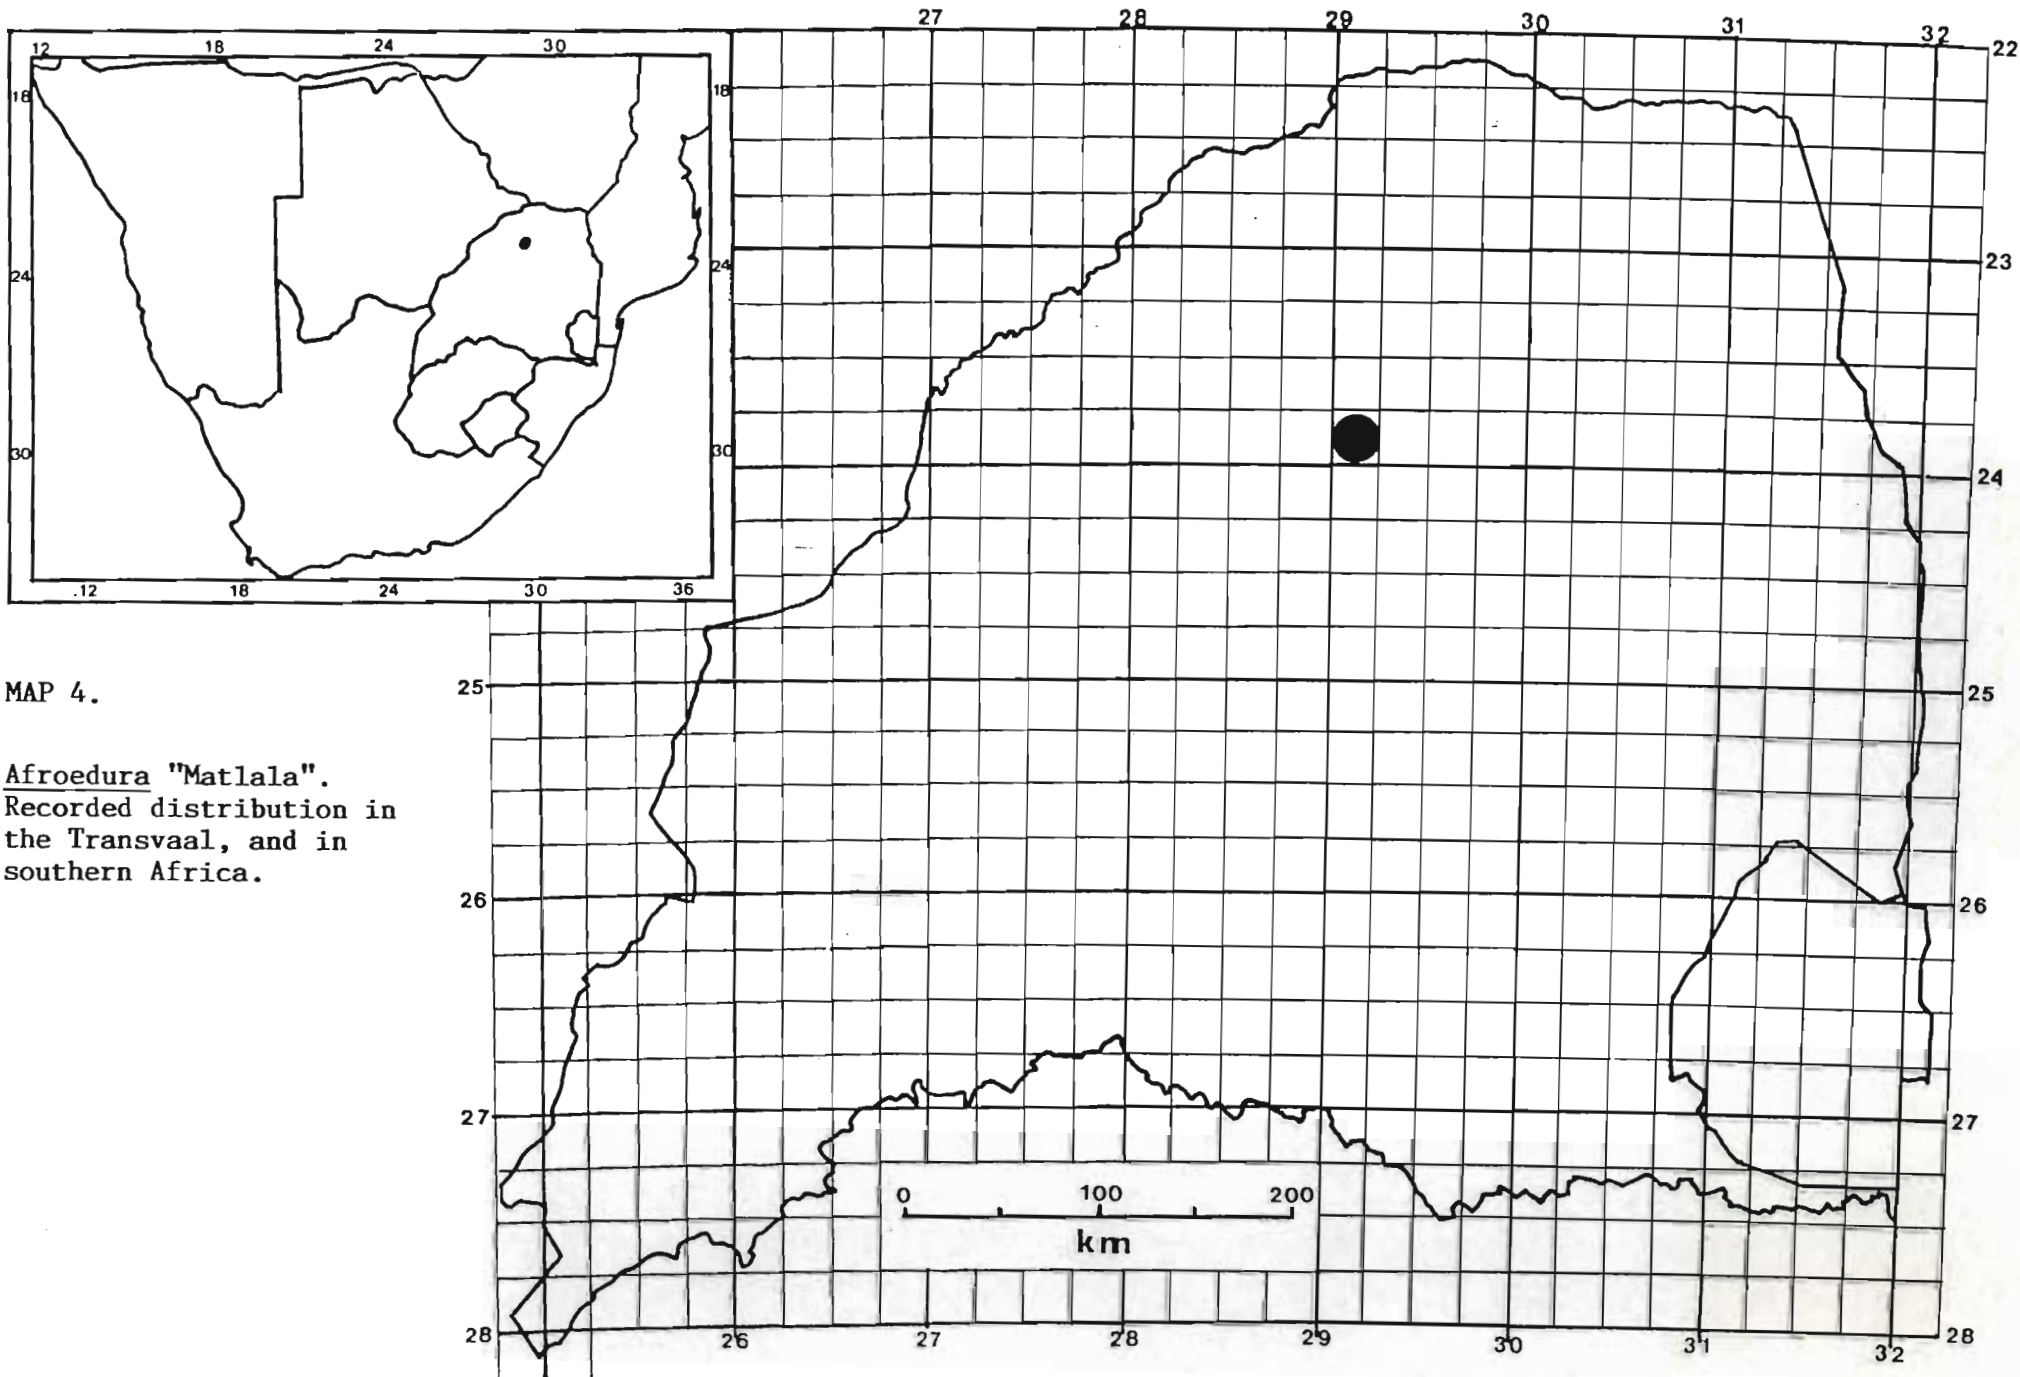 27 28 29 30 31 32
22
12 18 24 30
18 18
24 24
30 30
.12 18 24 30 36
23
24
MAP 4.
Afroedura "Matlala".
Recorded distribution in
the Transvaal, and in
southern Africa.
25 25
26 26
27 27
0 100 200
km
28 28
26 27 28 29 30 31 32